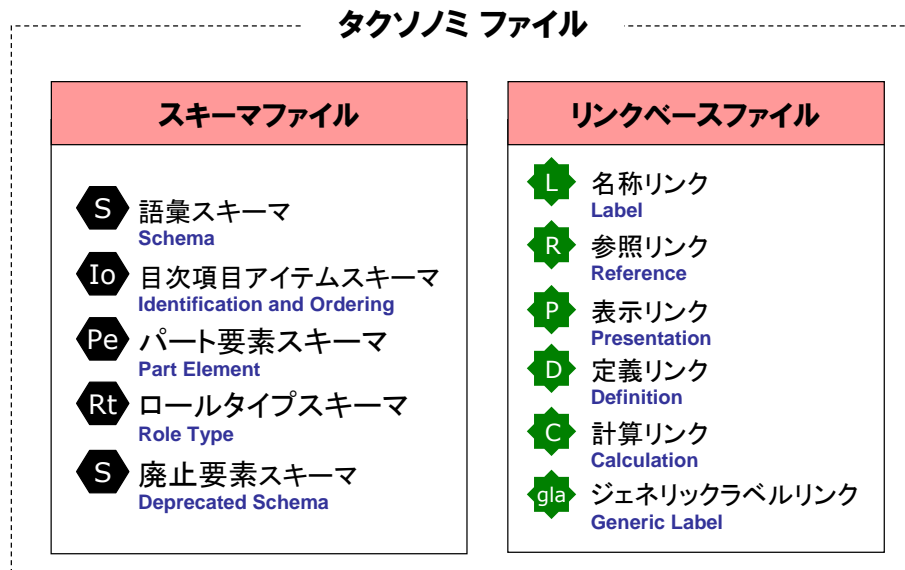 タクソノミ ファイル
スキーマファイル
S 語彙スキーマ
Schema
Io 目次項目アイテムスキーマ
Identification and Ordering
Pe パート要素スキーマ
Part Element
Rt ロールタイプスキーマ
Role Type
S 廃止要素スキーマ
Deprecated Schema
リンクベースファイル
L 名称リンク
Label
R 参照リンク
Reference
P 表示リンク
Presentation
D 定義リンク
Definition
C 計算リンク
Calculation
gla ジェネリックラベルリンク
Generic Label